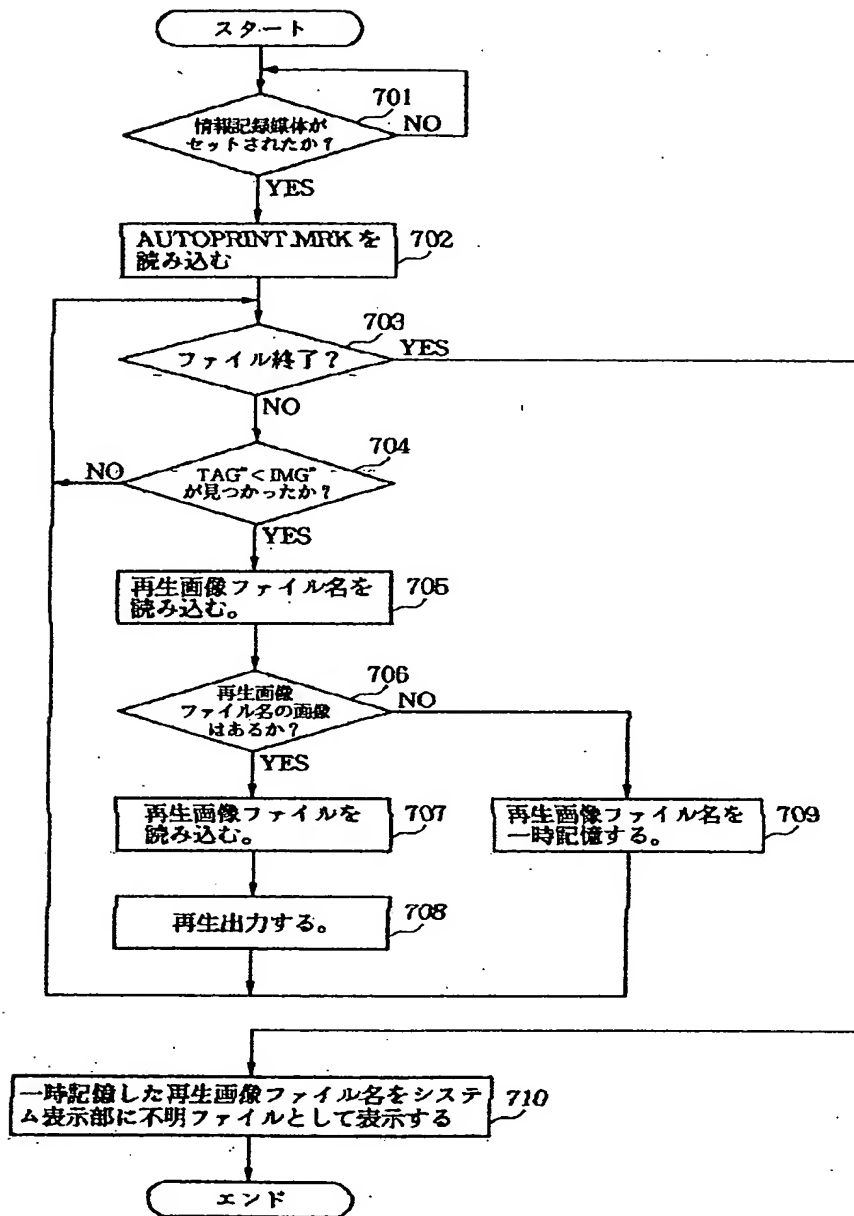 スタート
701
情報記録媒体が
セットされたか?
NO
YES
AUTOPRINT.MRK を
読み込む
702
703
ファイル終了?
YES
NO
704
NO
TAG"<IMG"
が見つかったか?
YES
再生画像ファイル名を
読み込む。
705
706
再生画像
ファイル名の画像
はあるか?
NO
YES
再生画像ファイルを
読み込む。
707
再生画像ファイル名を
一時記憶する。
709
再生出力する。
708
一時記憶した再生画像ファイル名をシステ
ム表示部に不明ファイルとして表示する
710
エンド